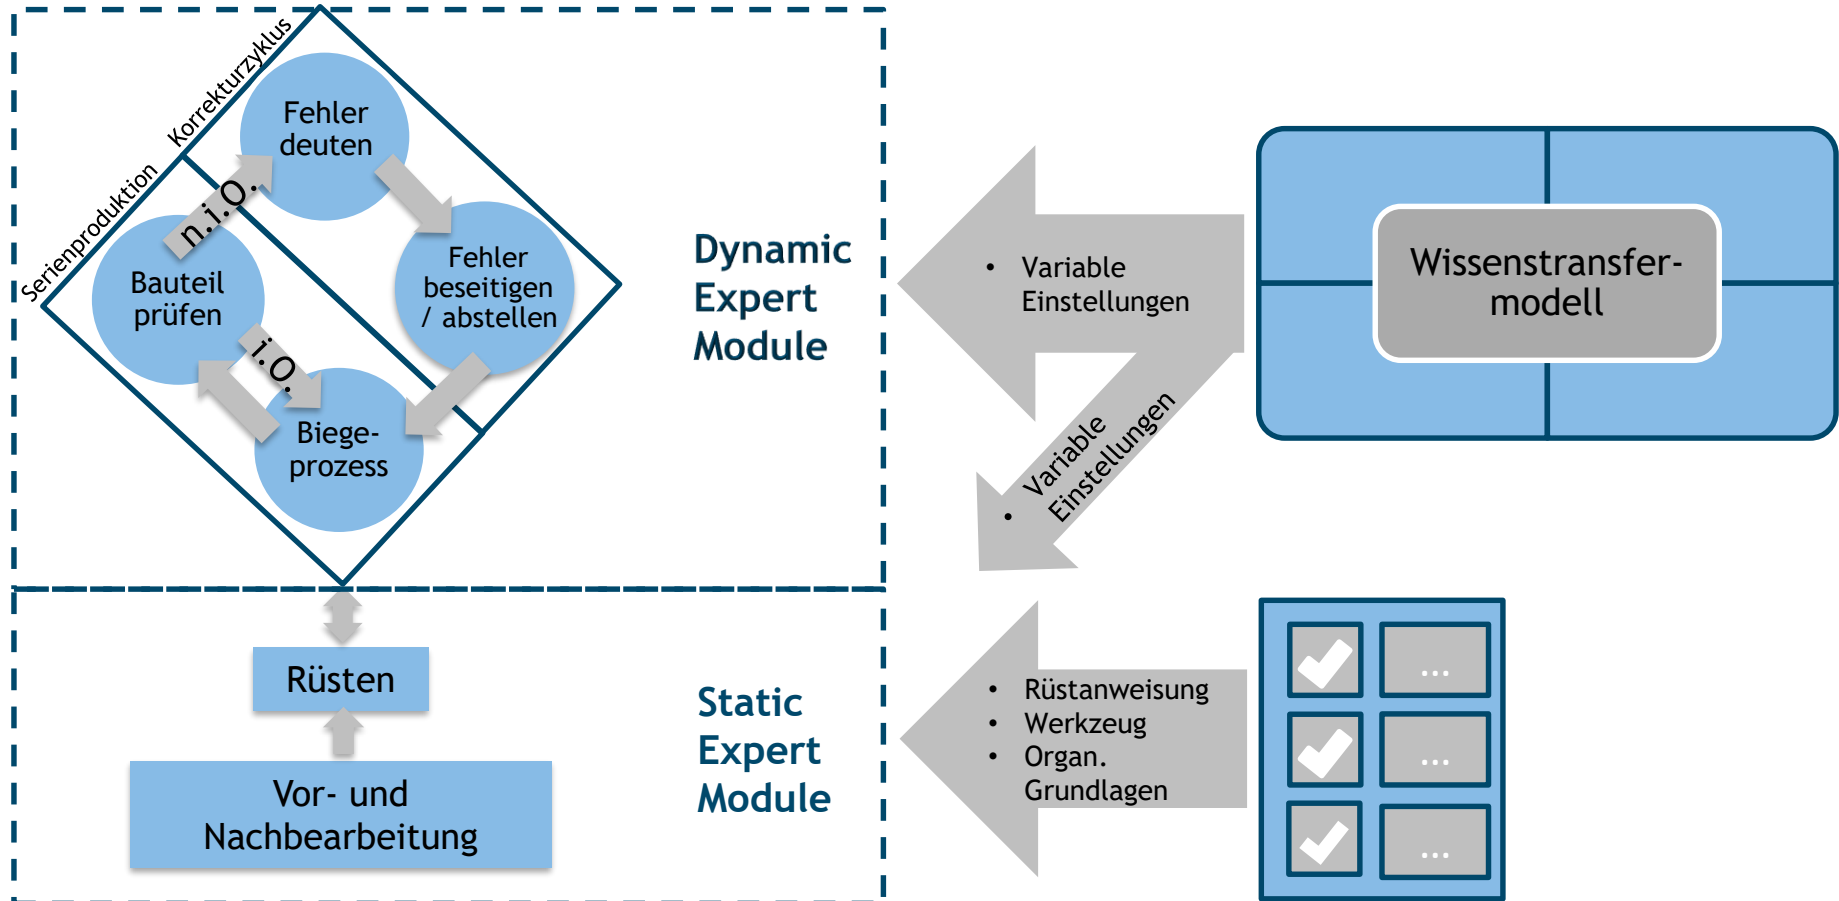 Korrekturzyklus
Serienproduktion
Fehler
deuten
n.i.O.
Bauteil
prüfen
Fehler
beseitigen
/ abstellen
i.O.
Biege-
prozess
Dynamic
Expert
Module
• Variable
Einstellungen
• Variable
Einstellungen
Wissenstransfer-
modell
Rüsten
Vor- und
Nachbearbeitung
Static
Expert
Module
• Rüstanweisung
• Werkzeug
• Organ.
Grundlagen
...
...
...